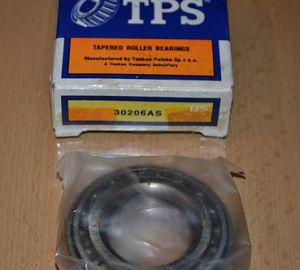 TPS
TAPERED ROLLER BEARINGS
Manufactured by Timken Polska Sp.z o.o.
A Timken Company Subsidiary
30206AS
TPS